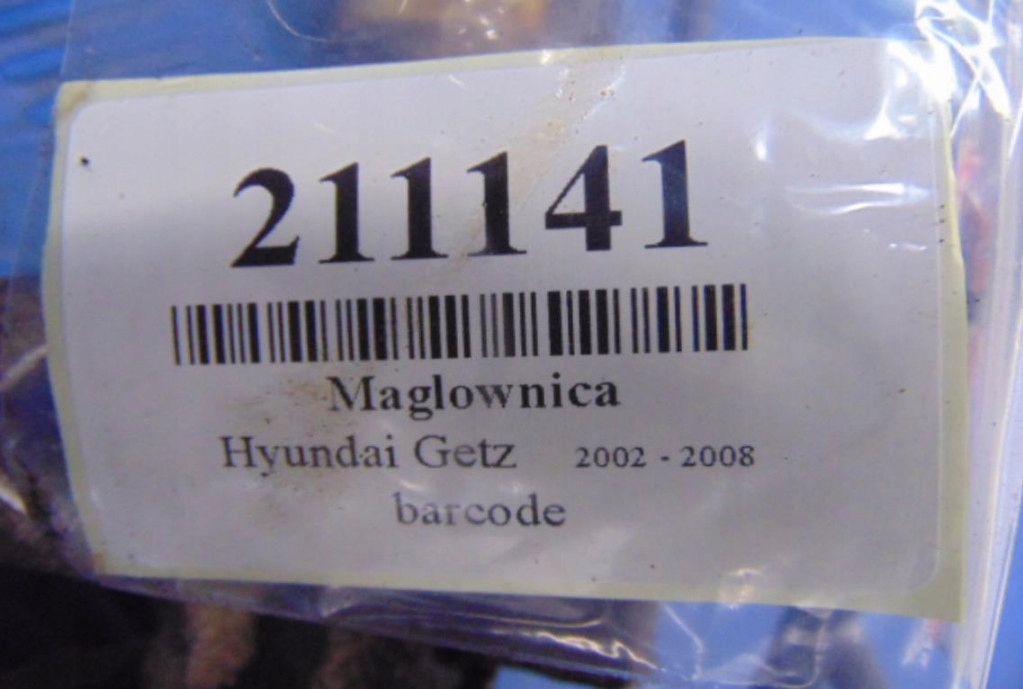 211141
Maglownica
Hyundai Getz 2002 - 2008
barcode